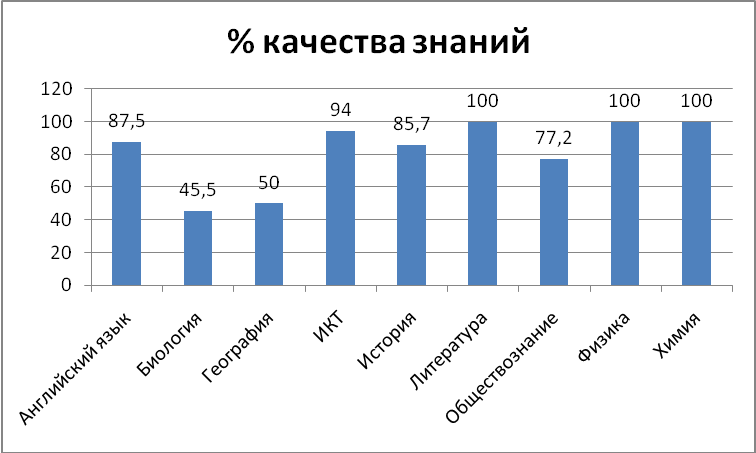 % качества знаний
120
100
80
60
40
20
0
87,5
45,5
50
94
85,7
100
77,2
100
100
Английский язык
Биология
География
ИКТ
История
Литература
Обществознание
Физика
Химия